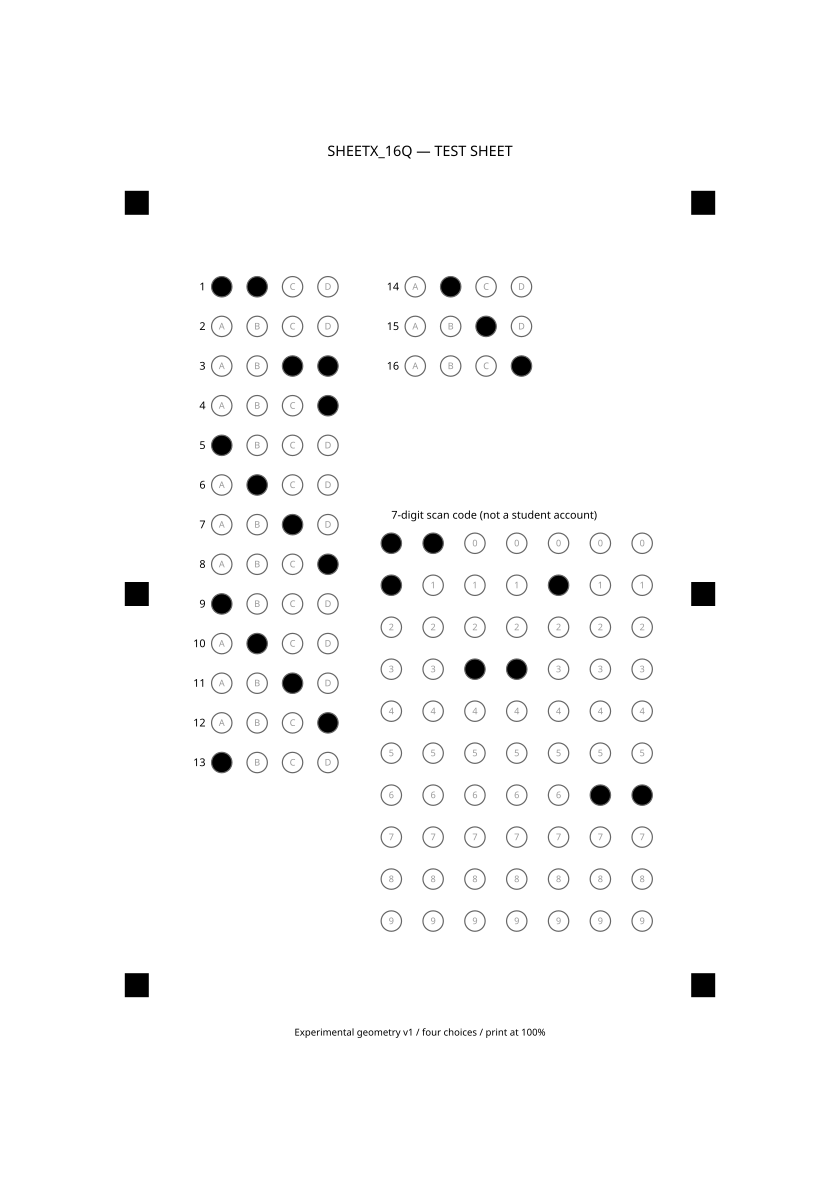 SHEETX_16Q — TEST SHEET
1 C D
2 A B C D
3 A B
4 A B C
5 B C D
6 A C D
7 A B D
8 A B C
9 B C D
10 A C D
11 A B D
12 A B C
13 B C D
14 A C D
15 A B D
16 A B C
7-digit scan code (not a student account)
0 0 0 0 0
1 1 1 1 1
2 2 2 2 2 2 2
3 3 3 3 3
4 4 4 4 4 4 4
5 5 5 5 5 5 5
6 6 6 6 6
7 7 7 7 7 7 7
8 8 8 8 8 8 8
9 9 9 9 9 9 9
Experimental geometry v1 / four choices / print at 100%